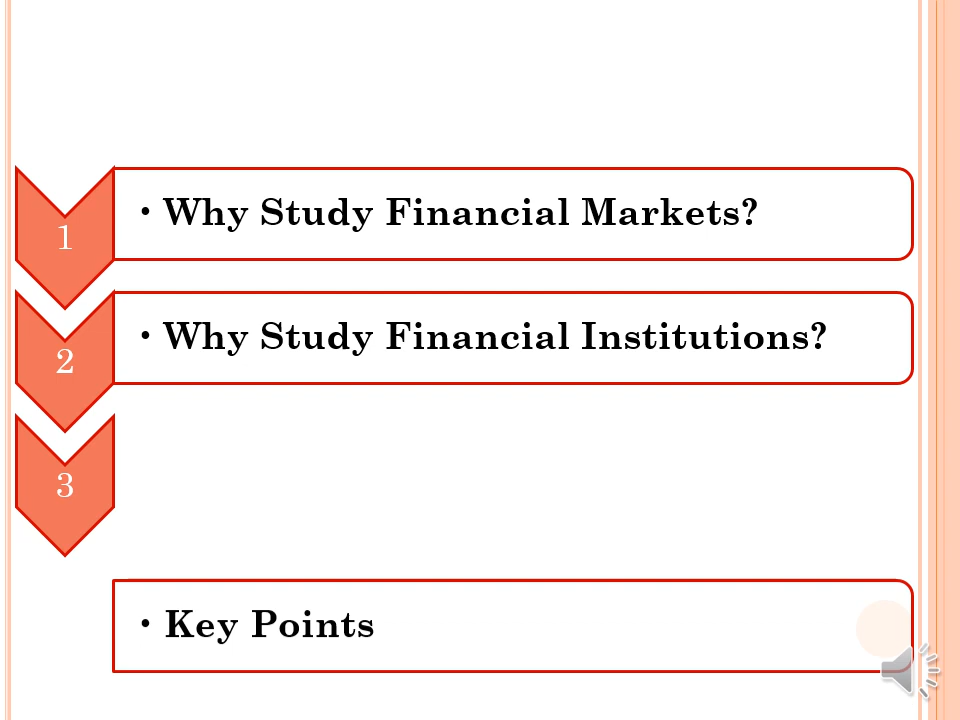 1
• Why Study Financial Markets?
2
• Why Study Financial Institutions?
3
• Key Points